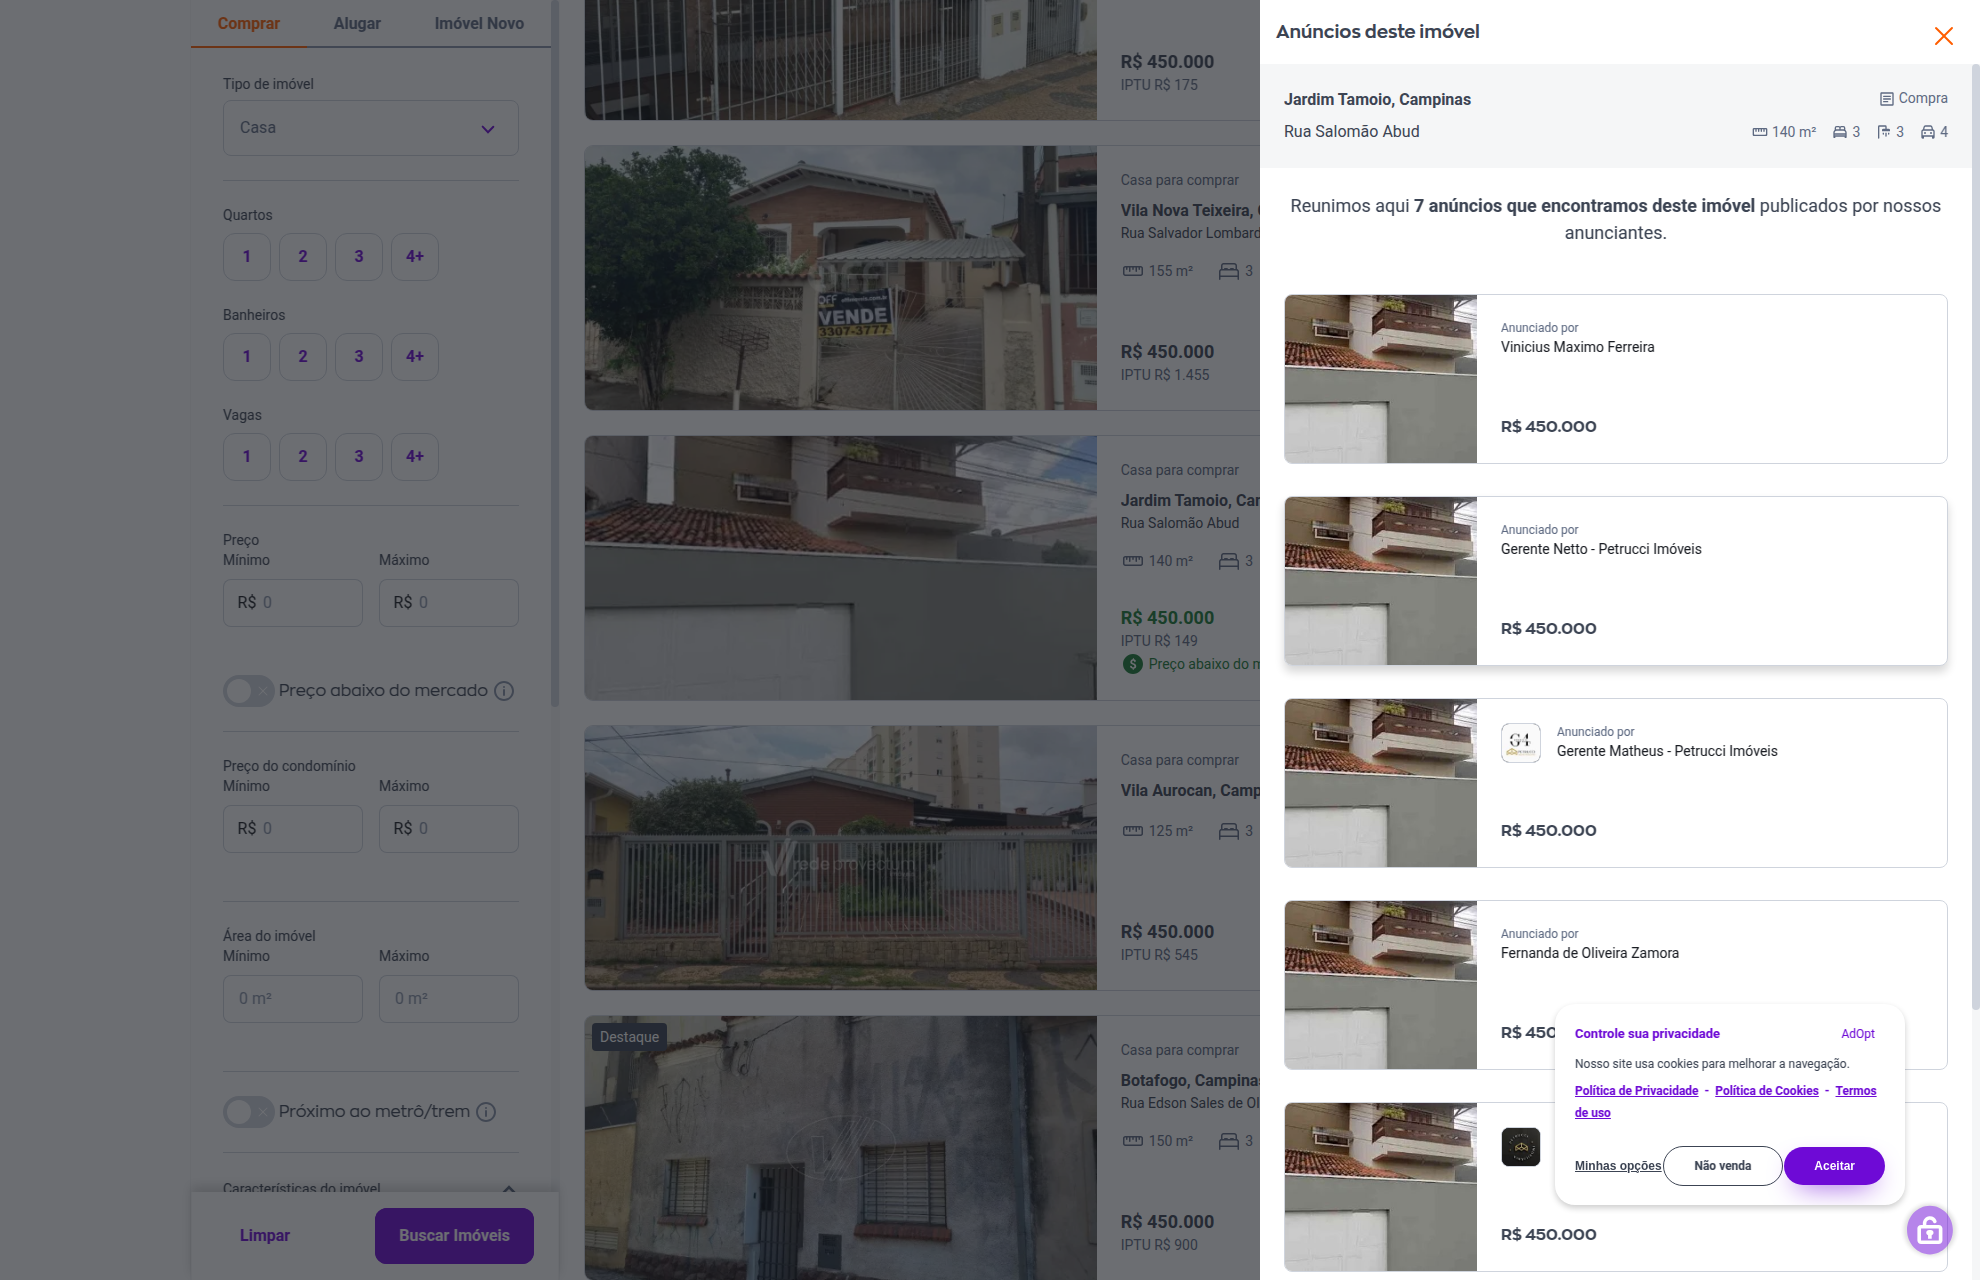 Comprar
Alugar
Imóvel Novo
Tipo de imóvel
Casa
Quartos
1
2
3
4+
Banheiros
1
2
3
4+
Vagas
1
2
3
4+
Preço
Mínimo
Máximo
R$ 0
R$ 0
Preço abaixo do mercado
Preço do condomínio
Mínimo
Máximo
R$ 0
R$ 0
Área do imóvel
Mínimo
Máximo
0 m²
0 m²
Próximo ao metrô/trem
Características do imóvel
Limpar
Buscar Imóveis
R$ 450.000
IPTU R$ 175
VENDE
3307-3777
Casa para comprar
Vila Nova Teixeira,
Rua Salvador Lombard
155 m²
3
R$ 450.000
IPTU R$ 1.455
Casa para comprar
Jardim Tamoio, Car
Rua Salomão Abud
140 m²
3
R$ 450.000
IPTU R$ 149
Preço abaixo do
rede provectum
Casa para comprar
Vila Aurocan, Camp
125 m²
3
R$ 450.000
IPTU R$ 545
Destaque
Casa para comprar
Botafogo, Campinas
Rua Edson Sales de Ol
150 m²
3
R$ 450.000
IPTU R$ 900
Anúncios deste imóvel
Jardim Tamoio, Campinas
Compra
Rua Salomão Abud
140 m²
3
3
4
Reunimos aqui 7 anúncios que encontramos deste imóvel publicados por nossos
anunciantes.
Anunciado por
Vinicius Maximo Ferreira
R$ 450.000
Anunciado por
Gerente Netto - Petrucci Imóveis
R$ 450.000
G4
Anunciado por
Gerente Matheus - Petrucci Imóveis
R$ 450.000
Anunciado por
Fernanda de Oliveira Zamora
R$ 450
R$ 450.000
Controle sua privacidade
AdOpt
Nosso site usa cookies para melhorar a navegação.
Política de Privacidade - Política de Cookies - Termos
de uso
Minhas opções
Não venda
Aceitar